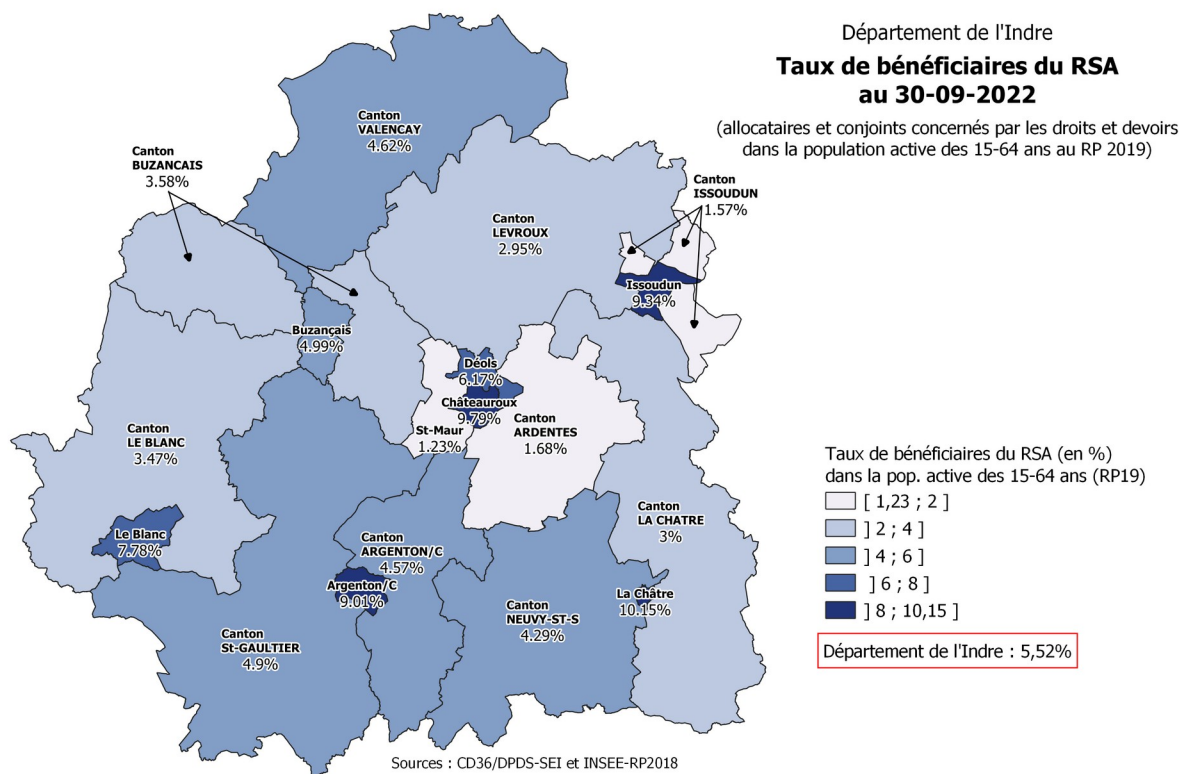 Département de l'Indre
Taux de bénéficiaires du RSA
au 30-09-2022
(allocataires et conjoints concernés par les droits et devoirs
dans la population active des 15-64 ans au RP 2019)
Canton
VALENCAY
4.62%
Canton
BUZANCAIS
3.58%
Canton
ISSOUDUN
1.57%
Canton
LEVROUX
2.95%
Issoudun
9.34%
Buzançais
4.99%
Déols
6.17%
Châteauroux
9.79%
St-Maur
1.23%
Canton
ARDENTES
1.68%
Canton
LE BLANC
3.47%
Le Blanc
7.78%
Canton
LA CHATRE
3%
Canton
ARGENTON/C
4.57%
Argenton/C
9.01%
La Châtre
10.15%
Canton
NEUVY-ST-S
4.29%
Canton
St-GAULTIER
4.9%
Taux de bénéficiaires du RSA (en %)
dans la pop. active des 15-64 ans (RP19)
[ 1,23 ; 2 ]
] 2 ; 4 ]
] 4 ; 6 ]
] 6 ; 8 ]
] 8 ; 10,15 ]
Département de l'Indre : 5,52%
Sources : CD36/DPDS-SEI et INSEE-RP2018